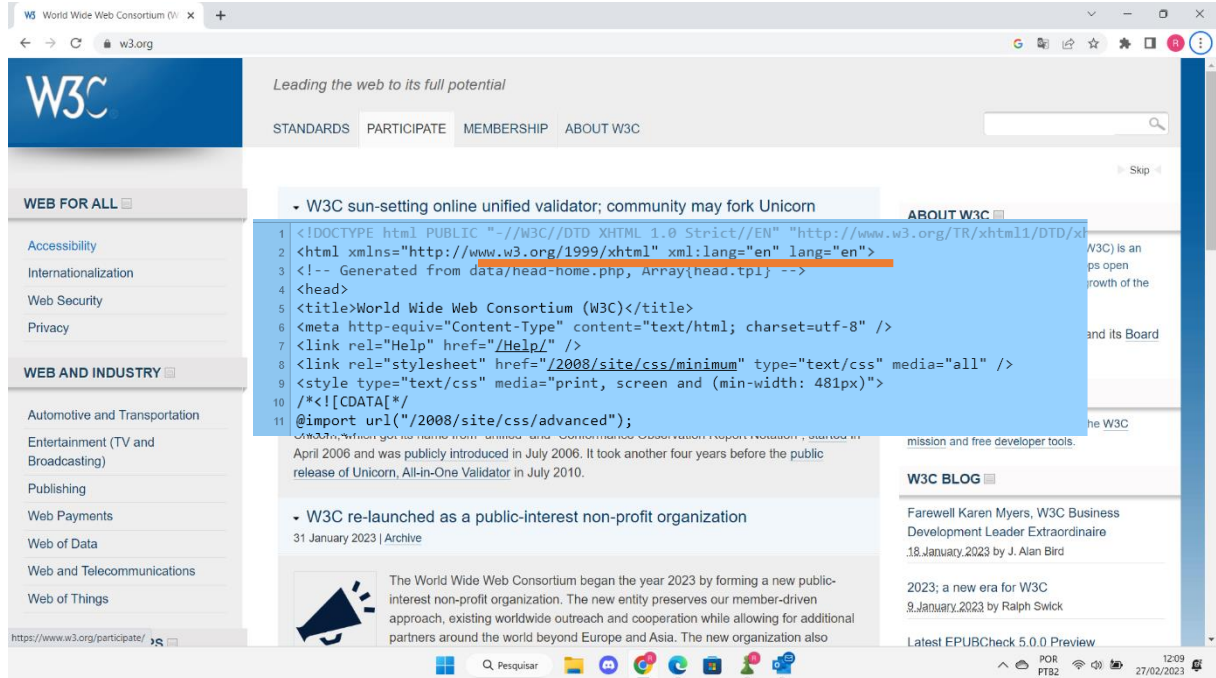 W3 World Wide Web Consortium (W
w3.org
W3C
Leading the web to its full potential
STANDARDS PARTICIPATE MEMBERSHIP ABOUT W3C
Skip
WEB FOR ALL
Accessibility
Internationalization
Web Security
Privacy
WEB AND INDUSTRY
Automotive and Transportation
Entertainment (TV and
Broadcasting)
Publishing
Web Payments
Web of Data
Web and Telecommunications
Web of Things
https://www.w3.org/participate/
W3C sun-setting online unified validator; community may fork Unicorn
1 <!DOCTYPE html PUBLIC "-//W3C//DTD XHTML 1.0 Strict//EN" "http://www.w3.org/TR/xhtml1/DTD/xh
2 <html xmlns="http://www.w3.org/1999/xhtml" xml:lang="en" lang="en">
3 <!-- Generated from data/head-home.php, Array{head.tpl} -->
4 <head>
5 <title>World Wide Web Consortium (W3C)</title>
6 <meta http-equiv="Content-Type" content="text/html; charset=utf-8" />
7 <link rel="Help" href="/Help/" />
8 <link rel="stylesheet" href="/2008/site/css/minimum" type="text/css" media="all" />
9 <style type="text/css" media="print, screen and (min-width: 481px)">
10 /*<![CDATA[*/
11 @import url("/2008/site/css/advanced");
April 2006 and was publicly introduced in July 2006. It took another four years before the public
release of Unicorn, All-in-One Validator in July 2010.
W3C re-launched as a public-interest non-profit organization
31 January 2023 | Archive
The World Wide Web Consortium began the year 2023 by forming a new public-
interest non-profit organization. The new entity preserves our member-driven
approach, existing worldwide outreach and cooperation while allowing for additional
partners around the world beyond Europe and Asia. The new organization also
ABOUT W3C
W3C) is an
ps open
rowth of the
and its Board
he W3C
mission and free developer tools.
W3C BLOG
Farewell Karen Myers, W3C Business
Development Leader Extraordinaire
18 January 2023 by J. Alan Bird
2023; a new era for W3C
9 January 2023 by Ralph Swick
Latest EPUBCheck 5.0.0 Preview
Pesquisar
POR
PTB2
12:09
27/02/2023